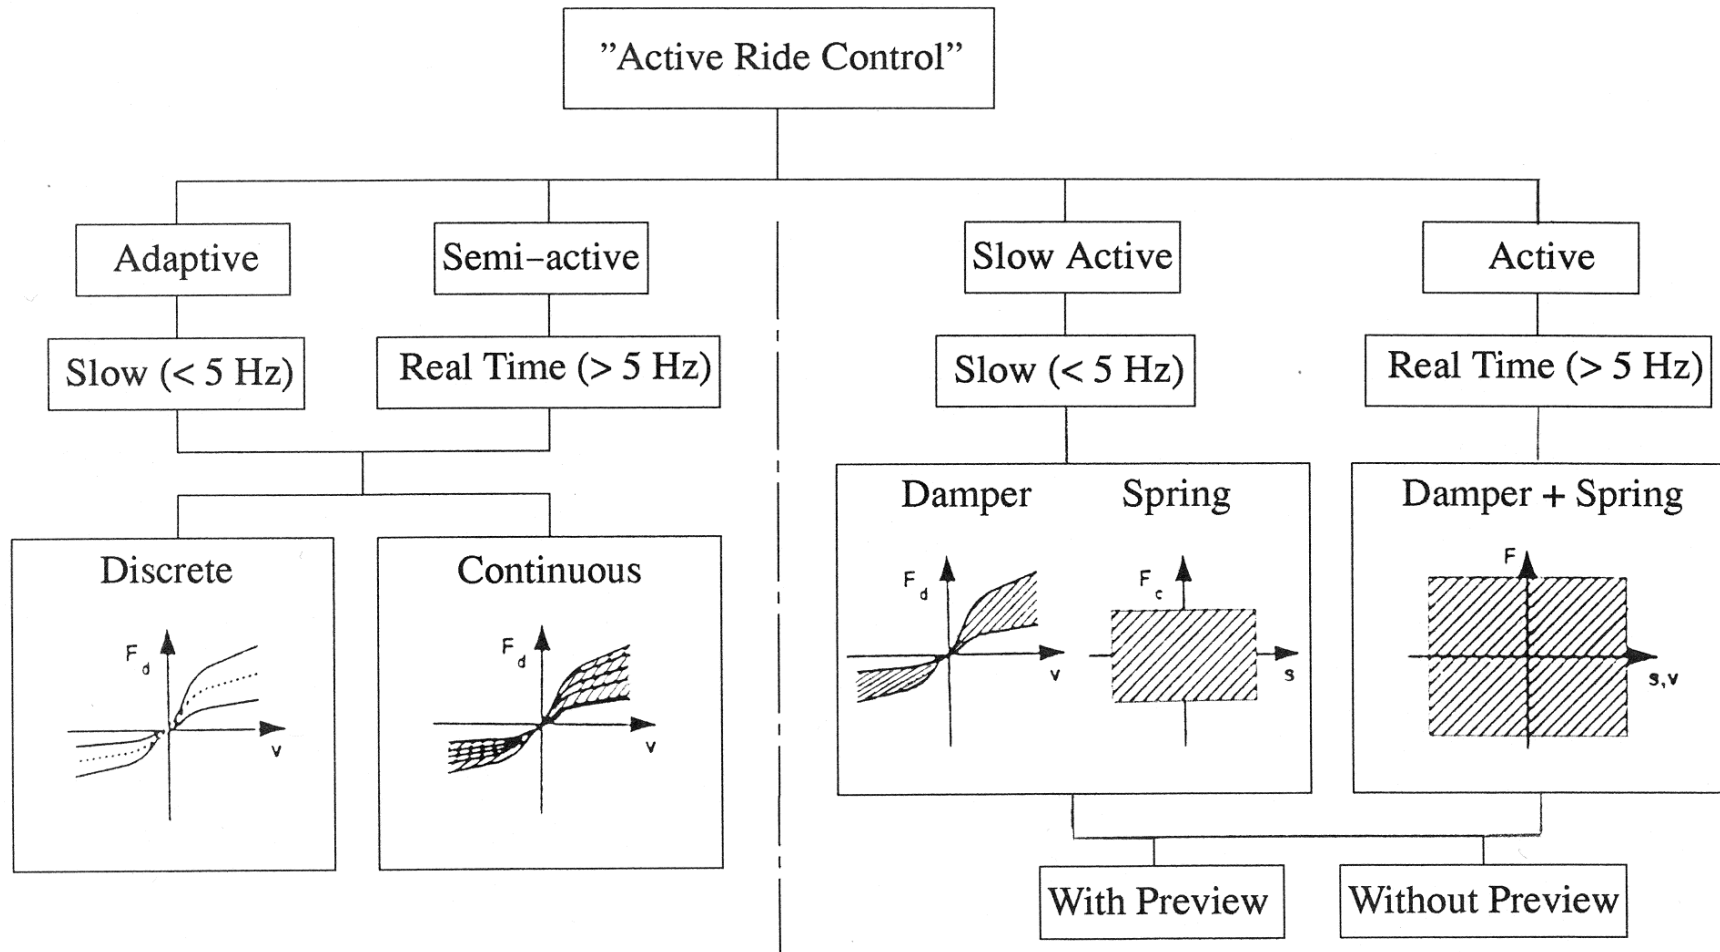 ”Active Ride Control”
Adaptive
Semi–active
Slow Active
Active
Slow (< 5 Hz)
Real Time (> 5 Hz)
Slow (< 5 Hz)
Real Time (> 5 Hz)
Damper
Spring
Damper + Spring
Discrete
Continuous
F d
v
F d
v
F d
v
F c
s
F
s,v
With Preview
Without Preview